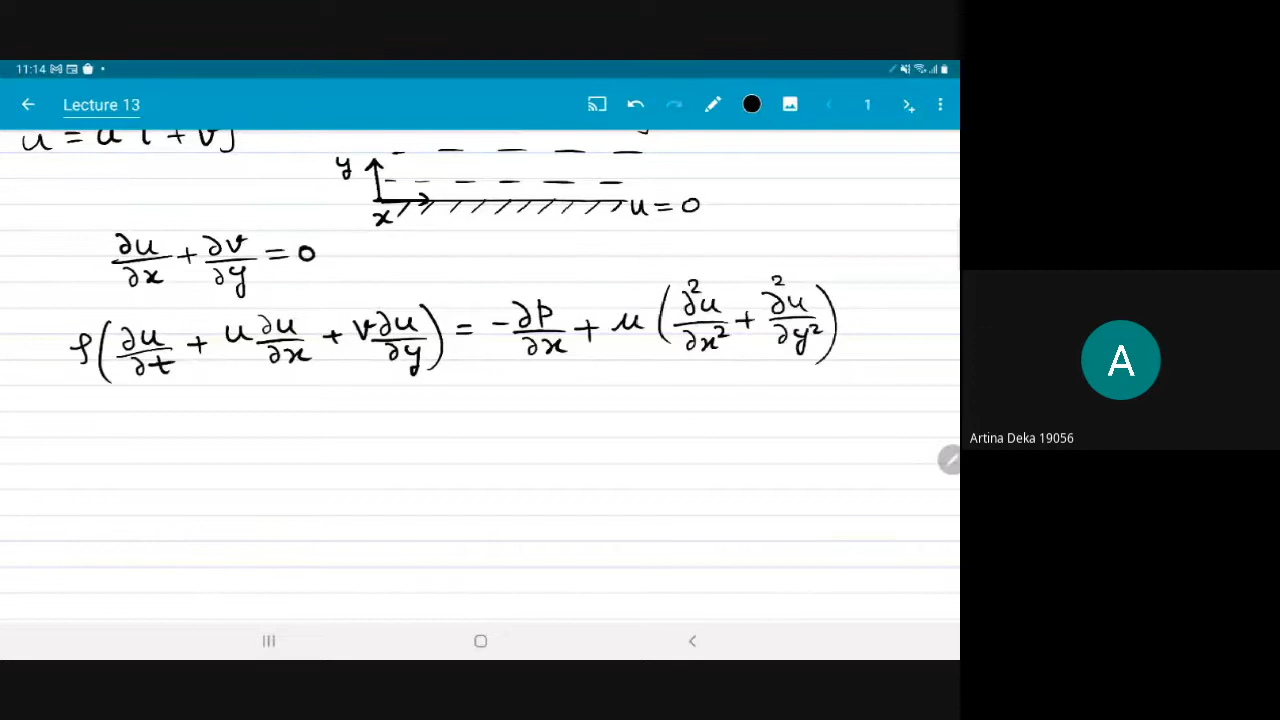 11:14
Lecture 13
1
u = u i + v j
y
x
u = 0
∂u/∂x + ∂v/∂y = 0
ρ(∂u/∂t + u ∂u/∂x + v ∂u/∂y) = -∂p/∂x + μ(∂²u/∂x² + ∂²u/∂y²)
A
Artina Deka 19056